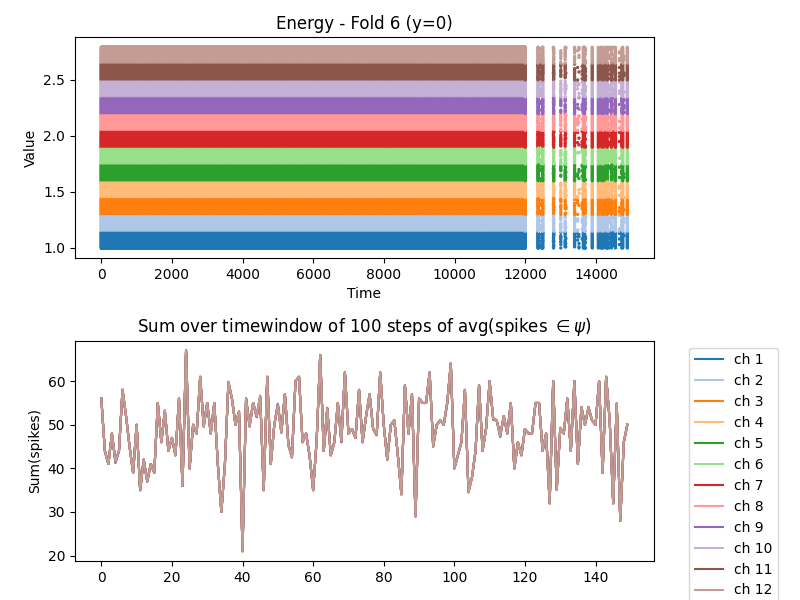 Energy - Fold 6 (y=0)
Value
2.5
2.0
1.5
1.0
0 2000 4000 6000 8000 10000 12000 14000
Time
Sum over timewindow of 100 steps of avg(spikes ∈ ψ)
Sum(spikes)
60
50
40
30
20
0 20 40 60 80 100 120 140
ch 1
ch 2
ch 3
ch 4
ch 5
ch 6
ch 7
ch 8
ch 9
ch 10
ch 11
ch 12